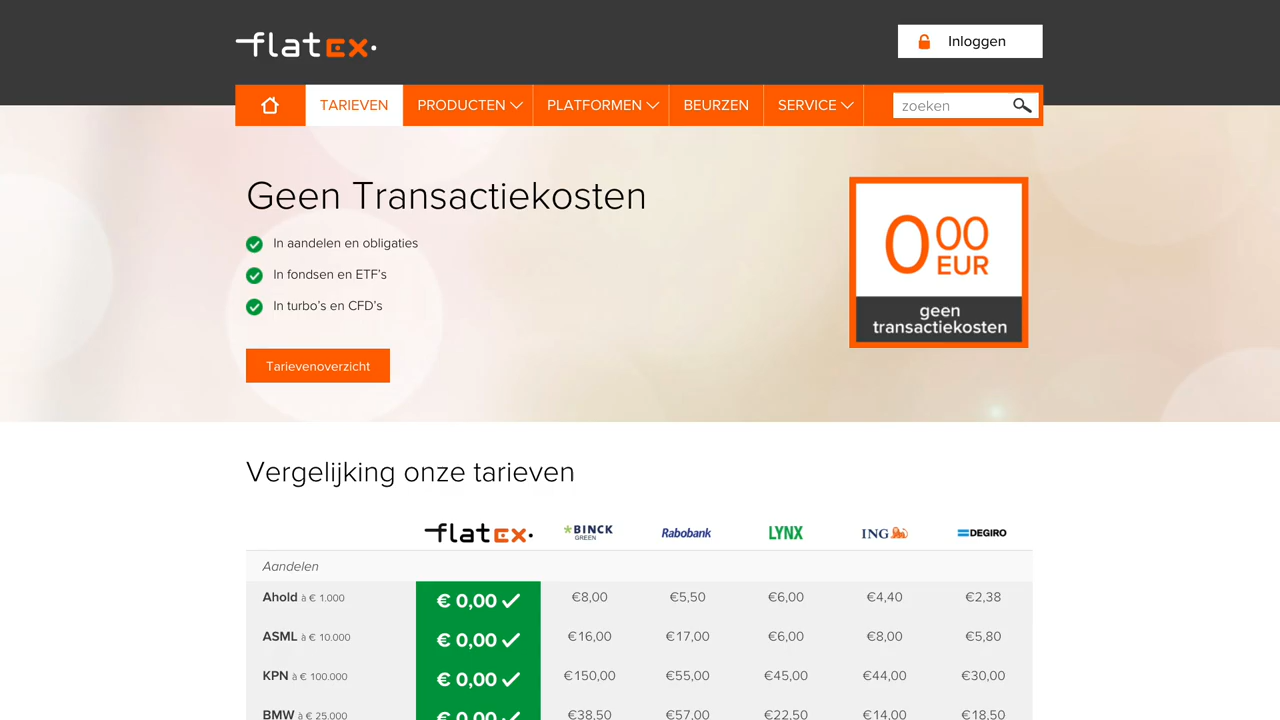 flatex
Inloggen
TARIEVEN PRODUCTEN PLATFORMEN BEURZEN SERVICE zoeken
Geen Transactiekosten
In aandelen en obligaties
In fondsen en ETF's
In turbo's en CFD's
Tarievenoverzicht
0 00
EUR
geen
transactiekosten
Vergelijking onze tarieven
flatex BINCK GREEN Rabobank LYNX ING DEGIRO
Aandelen
Ahold à € 1.000 € 0,00 €8,00 €5,50 €6,00 €4,40 €2,38
ASML à € 10.000 € 0,00 €16,00 €17,00 €6,00 €8,00 €5,80
KPN à € 100.000 € 0,00 €150,00 €55,00 €45,00 €44,00 €30,00
BMW à € 25.000 € 0,00 €38,50 €57,00 €22,50 €14,00 €18,50